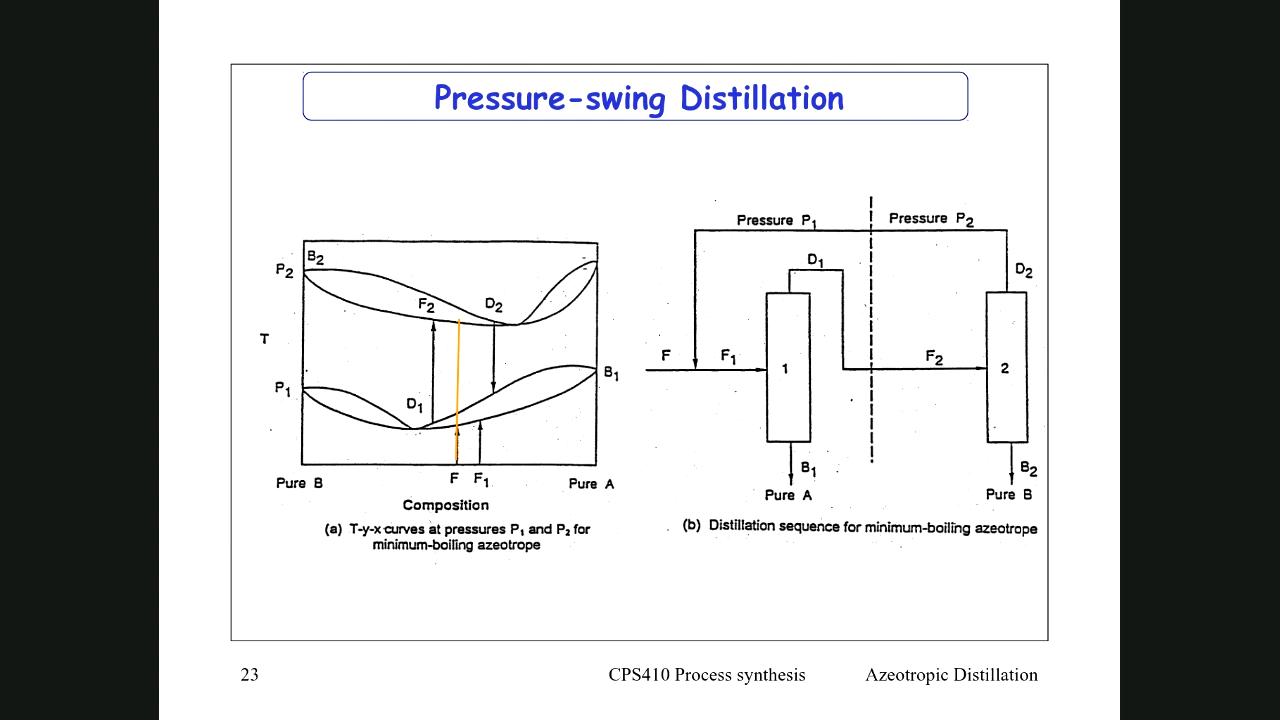 Pressure-swing Distillation
B2
P2
F2
D2
T
P1
D1
B1
F
F1
Pure B
Pure A
Composition
(a) T-y-x curves at pressures P1 and P2 for
minimum-boiling azeotrope
Pressure P1
Pressure P2
D1
D2
F
F1
1
F2
2
B1
B2
Pure A
Pure B
(b) Distillation sequence for minimum-boiling azeotrope
23
CPS410 Process synthesis
Azeotropic Distillation